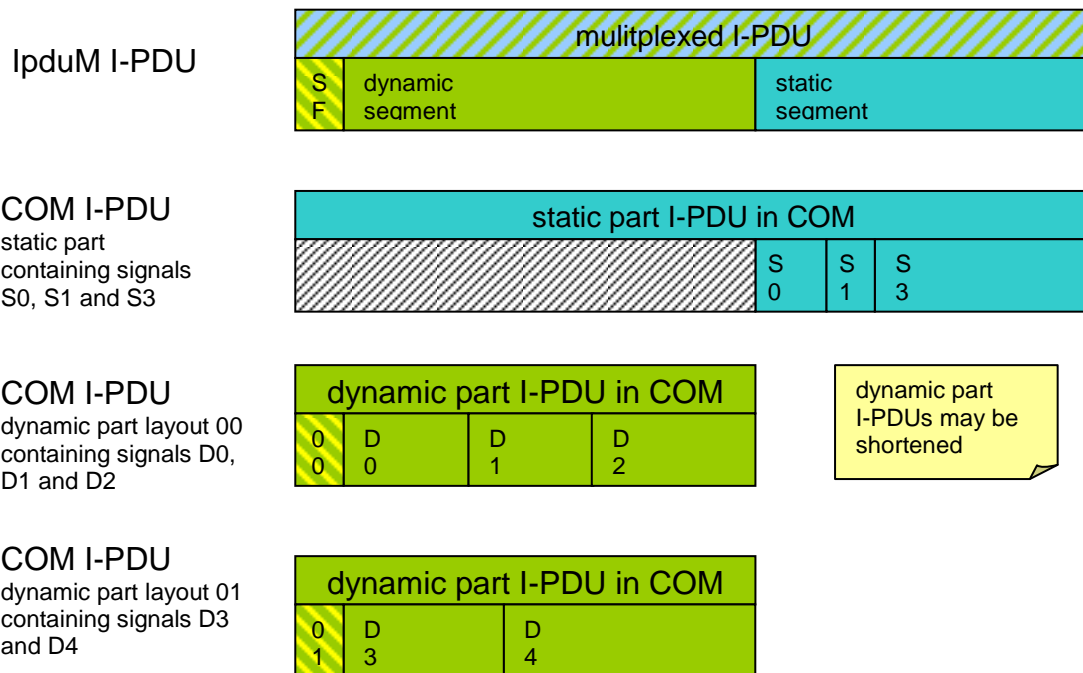 IpduM I-PDU
mulitplexed I-PDU
S
F
dynamic
segment
static
segment
COM I-PDU
static part
containing signals
S0, S1 and S3
static part I-PDU in COM
S
0
S
1
S
3
COM I-PDU
dynamic part layout 00
containing signals D0,
D1 and D2
dynamic part I-PDU in COM
0
0
D
0
D
1
D
2
dynamic part
I-PDUs may be
shortened
COM I-PDU
dynamic part layout 01
containing signals D3
and D4
dynamic part I-PDU in COM
0
1
D
3
D
4